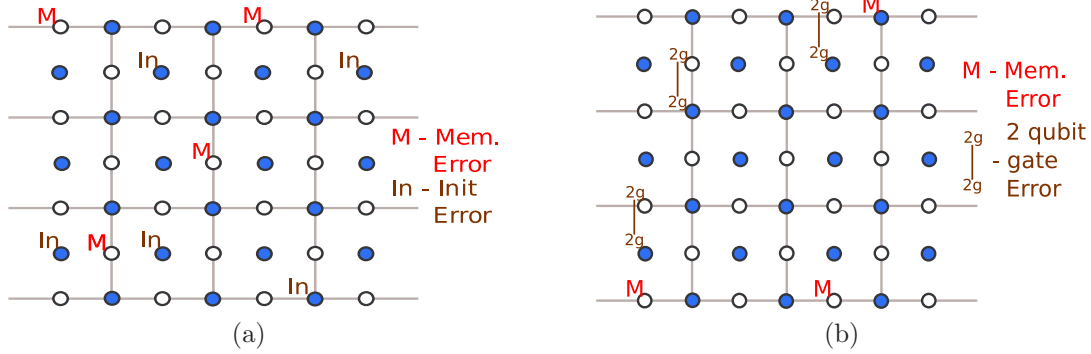 M
M
In
In
M
M - Mem.
Error
In - Init
Error
In
M
In
In
(a)
2g
M
2g
2g
2g
M - Mem.
Error
2g
2 qubit
- gate
2g
Error
2g
2g
M
M
(b)